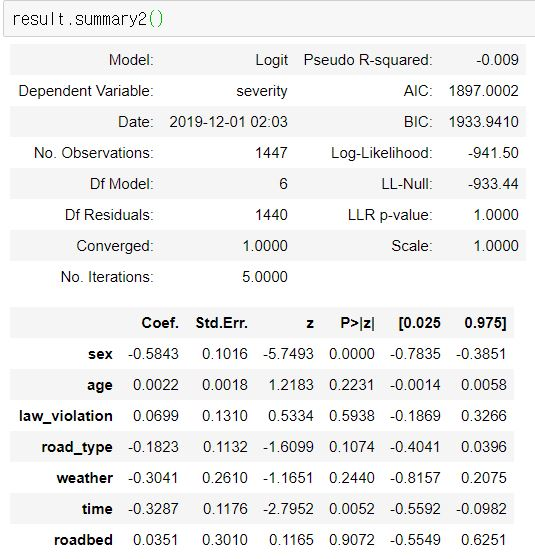 result.summary2()
Model: Logit Pseudo R-squared: -0.009
Dependent Variable: severity AIC: 1897.0002
Date: 2019-12-01 02:03 BIC: 1933.9410
No. Observations: 1447 Log-Likelihood: -941.50
Df Model: 6 LL-Null: -933.44
Df Residuals: 1440 LLR p-value: 1.0000
Converged: 1.0000 Scale: 1.0000
No. Iterations: 5.0000
Coef. Std.Err. z P>|z| [0.025 0.975]
sex -0.5843 0.1016 -5.7493 0.0000 -0.7835 -0.3851
age 0.0022 0.0018 1.2183 0.2231 -0.0014 0.0058
law_violation 0.0699 0.1310 0.5334 0.5938 -0.1869 0.3266
road_type -0.1823 0.1132 -1.6099 0.1074 -0.4041 0.0396
weather -0.3041 0.2610 -1.1651 0.2440 -0.8157 0.2075
time -0.3287 0.1176 -2.7952 0.0052 -0.5592 -0.0982
roadbed 0.0351 0.3010 0.1165 0.9072 -0.5549 0.6251